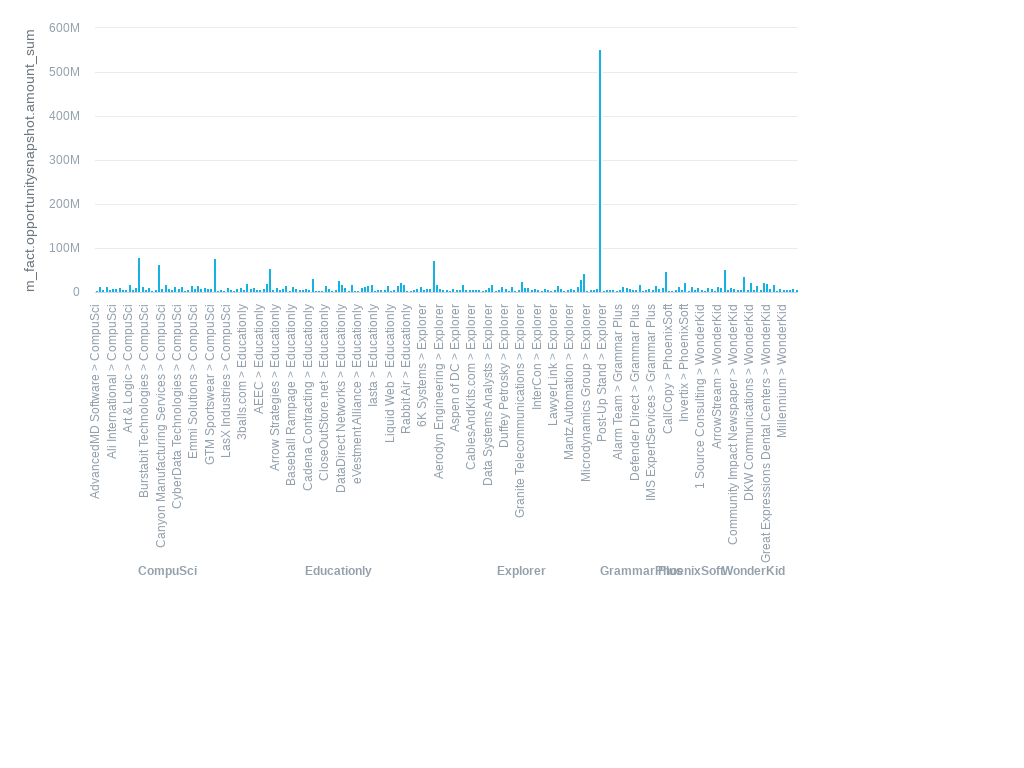 600M
500M
400M
300M
200M
100M
0
m_fact.opportunitysnapshot.amount_sum
AdvancedMD Software > CompuSci
Ali International > CompuSci
Art & Logic > CompuSci
Burstabit Technologies > CompuSci
Canyon Manufacturing Services > CompuSci
CyberData Technologies > CompuSci
Emmi Solutions > CompuSci
GTM Sportswear > CompuSci
LasX Industries > CompuSci
3balls.com > Educationly
AEEC > Educationly
Arrow Strategies > Educationly
Baseball Rampage > Educationly
Cadena Contracting > Educationly
CloseOutStore.net > Educationly
DataDirect Networks > Educationly
eVestment Alliance > Educationly
Iasta > Educationly
Liquid Web > Educationly
Rabbit Air > Educationly
6K Systems > Explorer
Aerodyn Engineering > Explorer
Aspen of DC > Explorer
CablesAndKits.com > Explorer
Data Systems Analysts > Explorer
Duffey Petrosky > Explorer
Granite Telecommunications > Explorer
InterCon > Explorer
LawyerLink > Explorer
Mantz Automation > Explorer
Microdynamics Group > Explorer
Post-Up Stand > Explorer
Alarm Team > Grammar Plus
Defender Direct > Grammar Plus
IMS ExpertServices > Grammar Plus
CallCopy > PhoenixSoft
Invertix > PhoenixSoft
1 Source Consulting > WonderKid
ArrowStream > WonderKid
Community Impact Newspaper > WonderKid
DKW Communications > WonderKid
Great Expressions Dental Centers > WonderKid
Millennium > WonderKid
CompuSci
Educationly
Explorer
Grammar Plus
PhoenixSoft
WonderKid